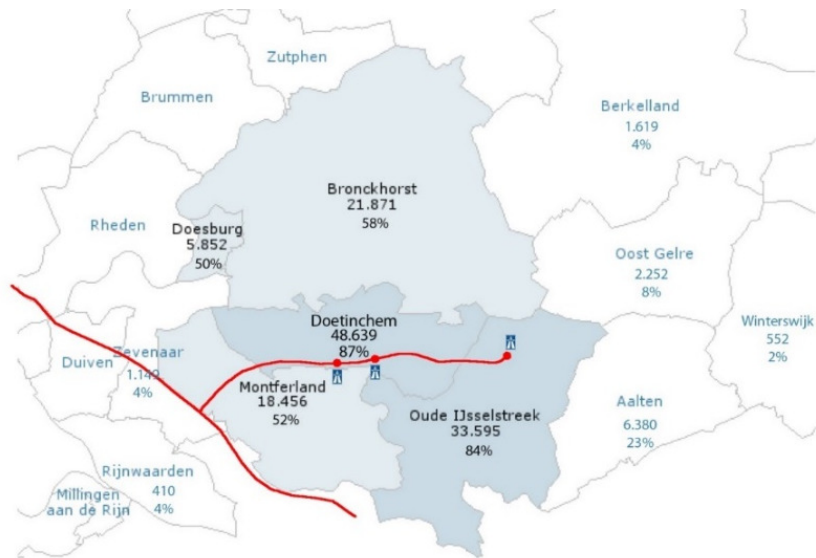 Zutphen
Brummen
Berkelland
1.619
4%
Bronckhorst
21.871
58%
Rheden
Doesburg
5.852
50%
Oost Gelre
2.252
8%
Doetinchem
48.639
87%
Winterswijk
552
2%
Duiven
Zevenaar
1.149
4%
Montferland
18.456
52%
Oude IJsselstreek
33.595
84%
Aalten
6.380
23%
Rijnwaarden
410
4%
Millingen
aan de Rijn